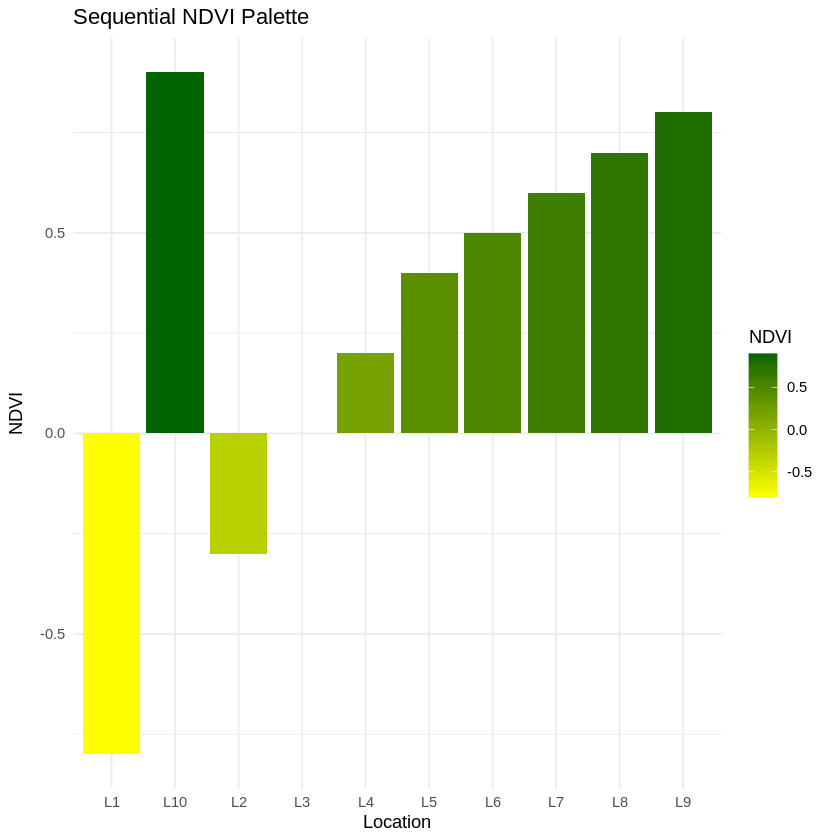 Sequential NDVI Palette
NDVI
0.5
0.0
-0.5
L1 L10 L2 L3 L4 L5 L6 L7 L8 L9
Location
NDVI
0.5
0.0
-0.5